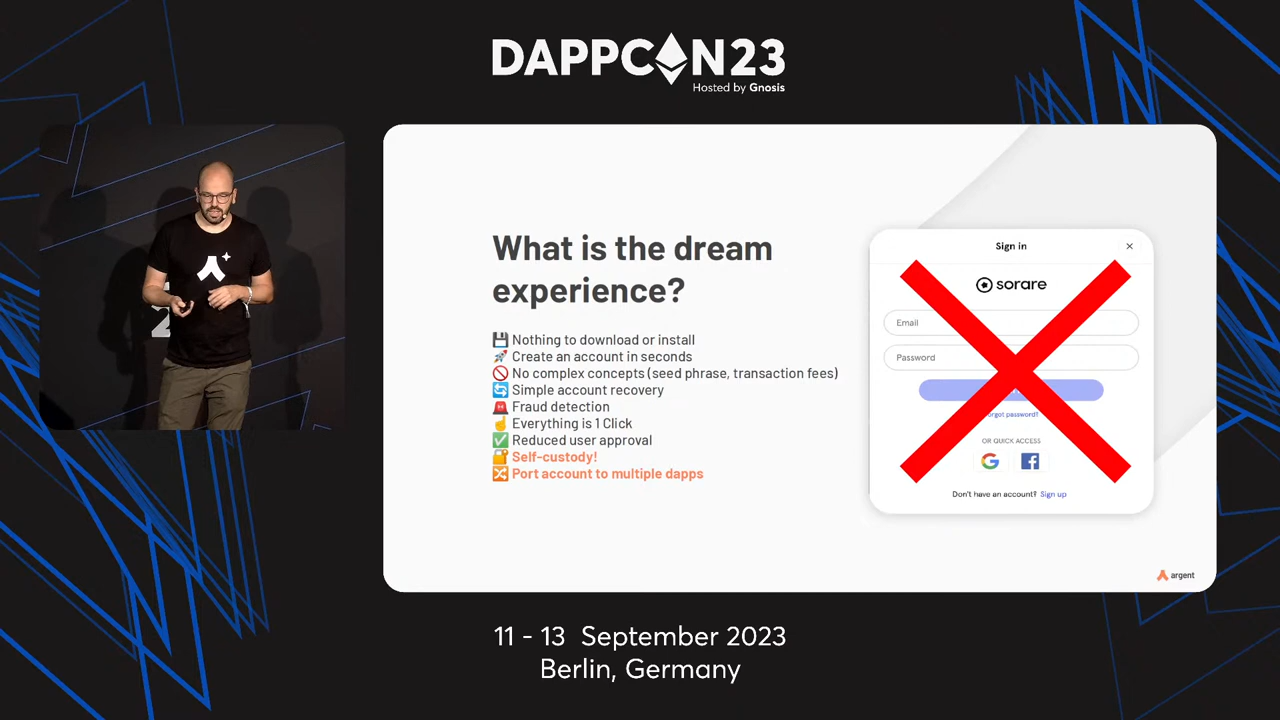 DAPPCON23
Hosted by Gnosis
What is the dream
experience?
💾 Nothing to download or install
🚀 Create an account in seconds
🚫 No complex concepts (seed phrase, transaction fees)
🔄 Simple account recovery
🚨 Fraud detection
☝️ Everything is 1 Click
✅ Reduced user approval
🔐 Self-custody!
🔀 Port account to multiple dapps
Sign in
sorare
Email
Password
Forgot password?
OR QUICK ACCESS
Don't have an account? Sign up
argent
11 - 13 September 2023
Berlin, Germany